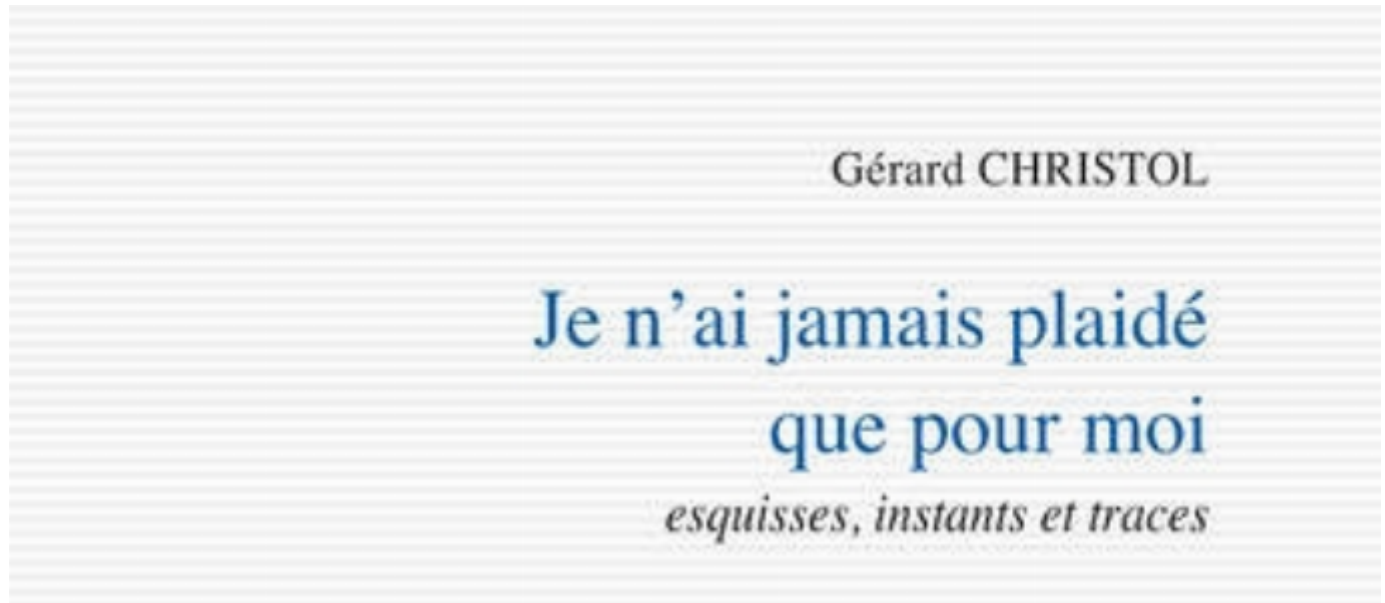 Gérard CHRISTOL
Je n’ai jamais plaidé
que pour moi
esquisses, instants et traces